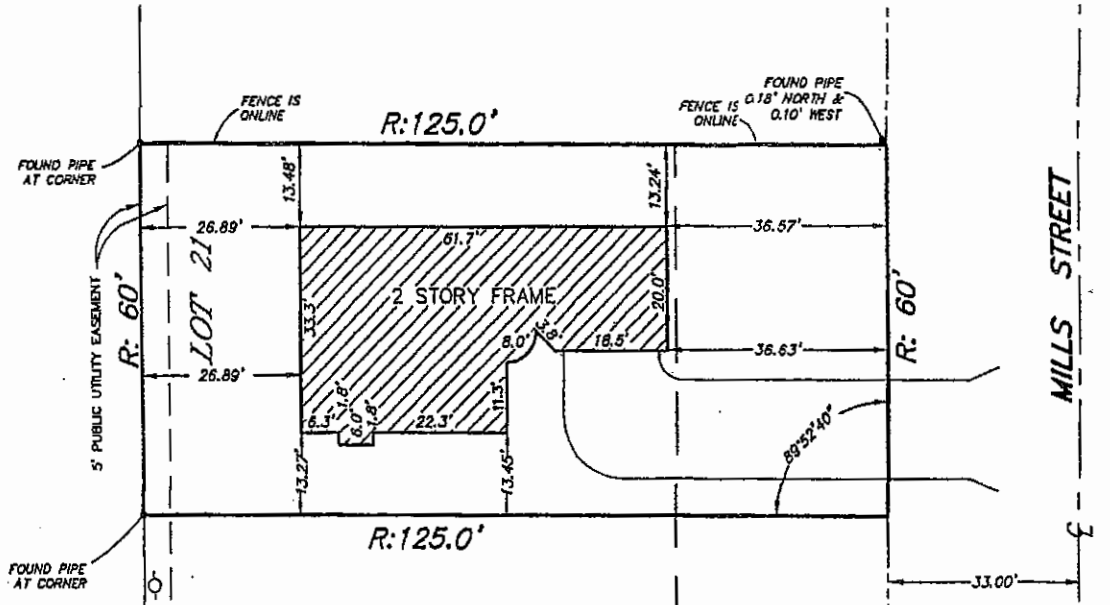 FENCE IS
ONLINE
R:125.0'
FENCE IS
ONLINE
FOUND PIPE
0.18' NORTH &
0.10' WEST
FOUND PIPE
AT CORNER
13.48'
13.24'
26.89'
61.7'
36.57'
5' PUBLIC UTILITY EASEMENT
R: 60'
LOT 21
33.3'
2 STORY FRAME
20.0'
R: 60'
MILLS STREET
8.0'
18.5'
36.63'
26.89'
11.3'
1.8'
6.3'
6.0'
1.8'
22.3'
89°52'40"
13.27'
13.45'
R:125.0'
FOUND PIPE
AT CORNER
33.00'